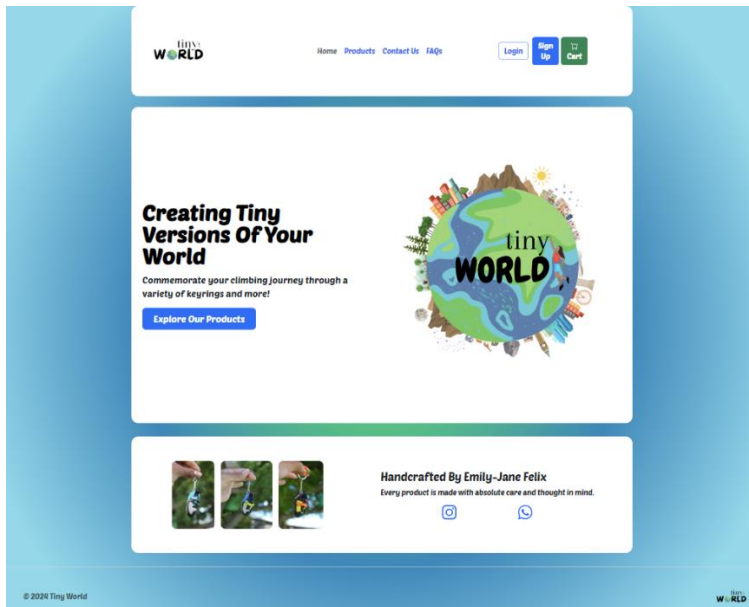 tiny
WORLD
Home Products Contact Us FAQs
Login
Sign
Up
Cart
Creating Tiny
Versions Of Your
World
Commemorate your climbing journey through a
variety of keyrings and more!
Explore Our Products
tiny
WORLD
Handcrafted By Emily-Jane Felix
Every product is made with absolute care and thought in mind.
© 2024 Tiny World
tiny
WORLD